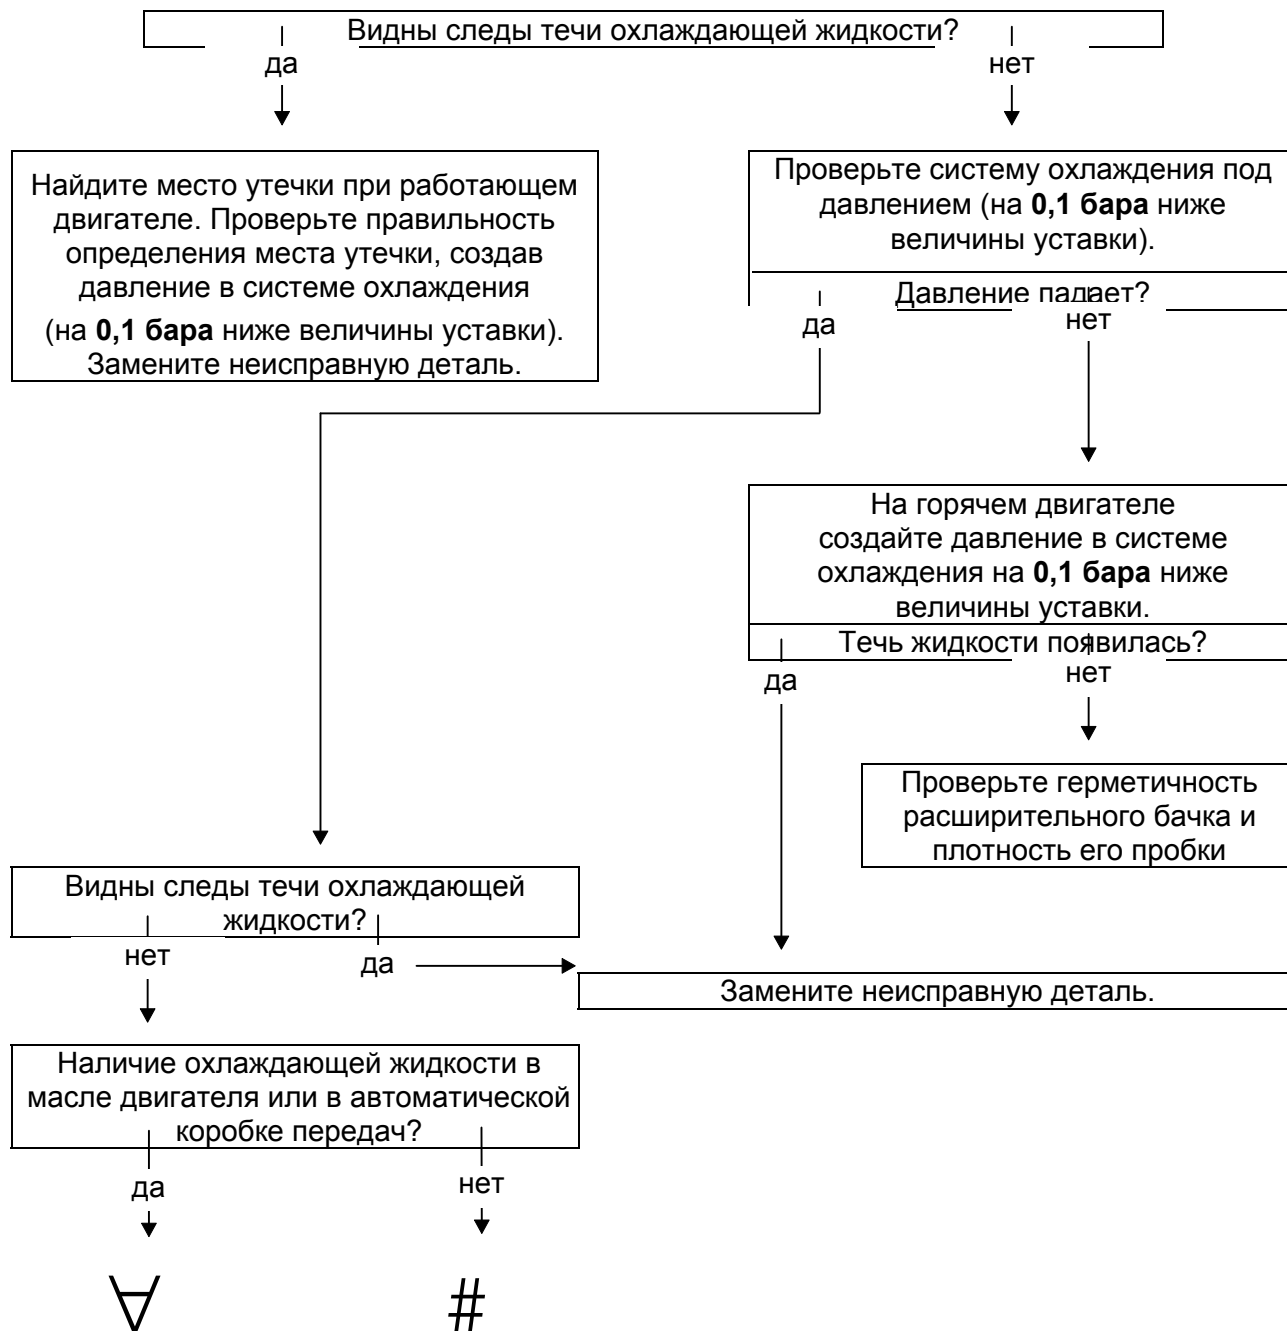 Видны следы течи охлаждающей жидкости?
да
нет
Найдите место утечки при работающем
двигателе. Проверьте правильность
определения места утечки, создав
давление в системе охлаждения
(на 0,1 бара ниже величины уставки).
Замените неисправную деталь.
Проверьте систему охлаждения под
давлением (на 0,1 бара ниже
величины уставки).
Давление падает?
да
нет
На горячем двигателе
создайте давление в системе
охлаждения на 0,1 бара ниже
величины уставки.
Течь жидкости появилась?
да
нет
Проверьте герметичность
расширительного бачка и
плотность его пробки
Видны следы течи охлаждающей
жидкости?
нет
да
Замените неисправную деталь.
Наличие охлаждающей жидкости в
масле двигателя или в автоматической
коробке передач?
да
нет
∀
#